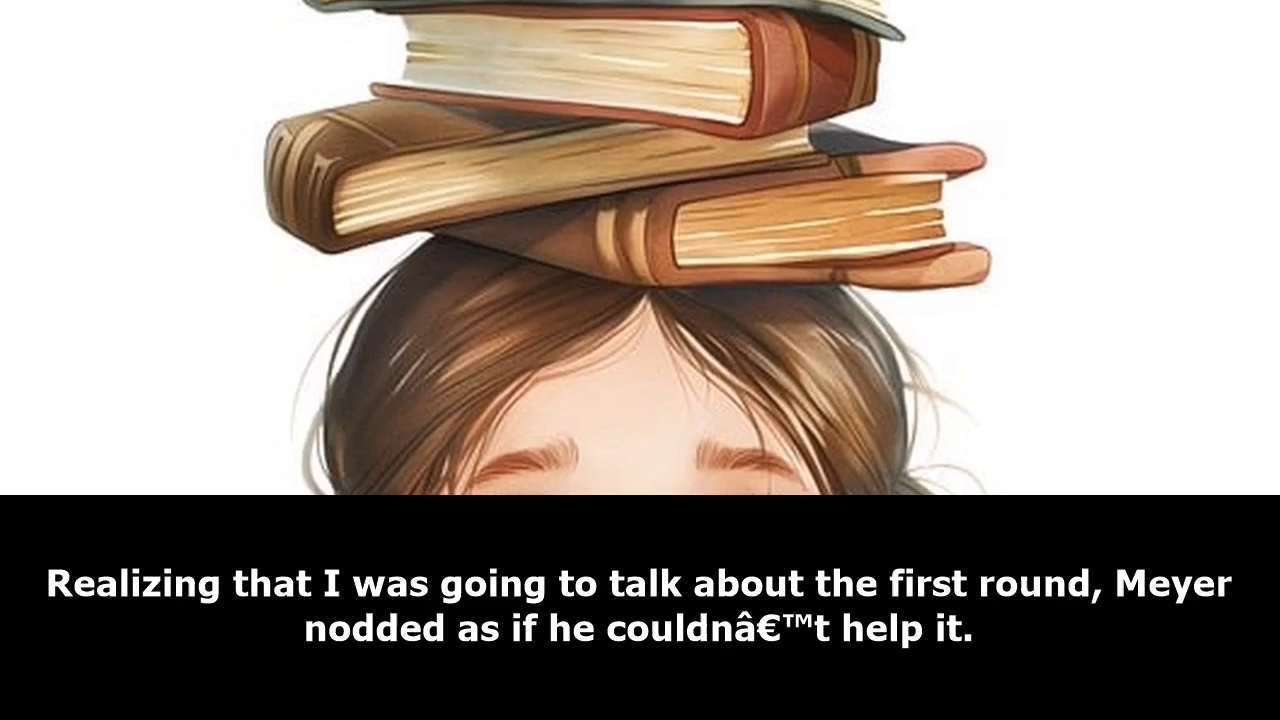 Realizing that I was going to talk about the first round, Meyer
nodded as if he couldnâ€™t help it.